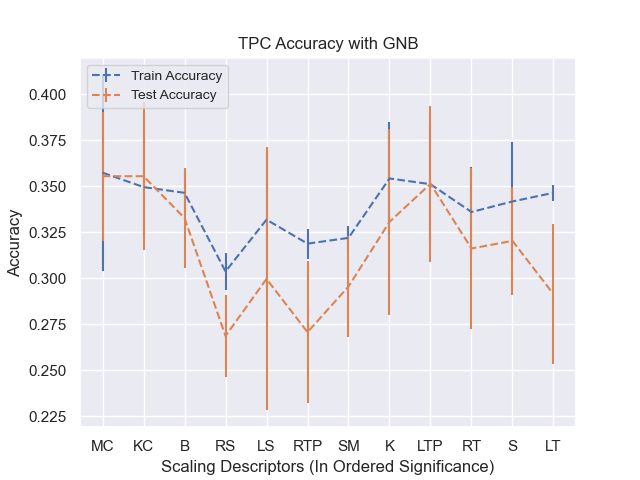 TPC Accuracy with GNB
Train Accuracy
Test Accuracy
0.400
0.375
0.350
0.325
0.300
0.275
0.250
0.225
Accuracy
MC KC B RS LS RTP SM K LTP RT S LT
Scaling Descriptors (In Ordered Significance)